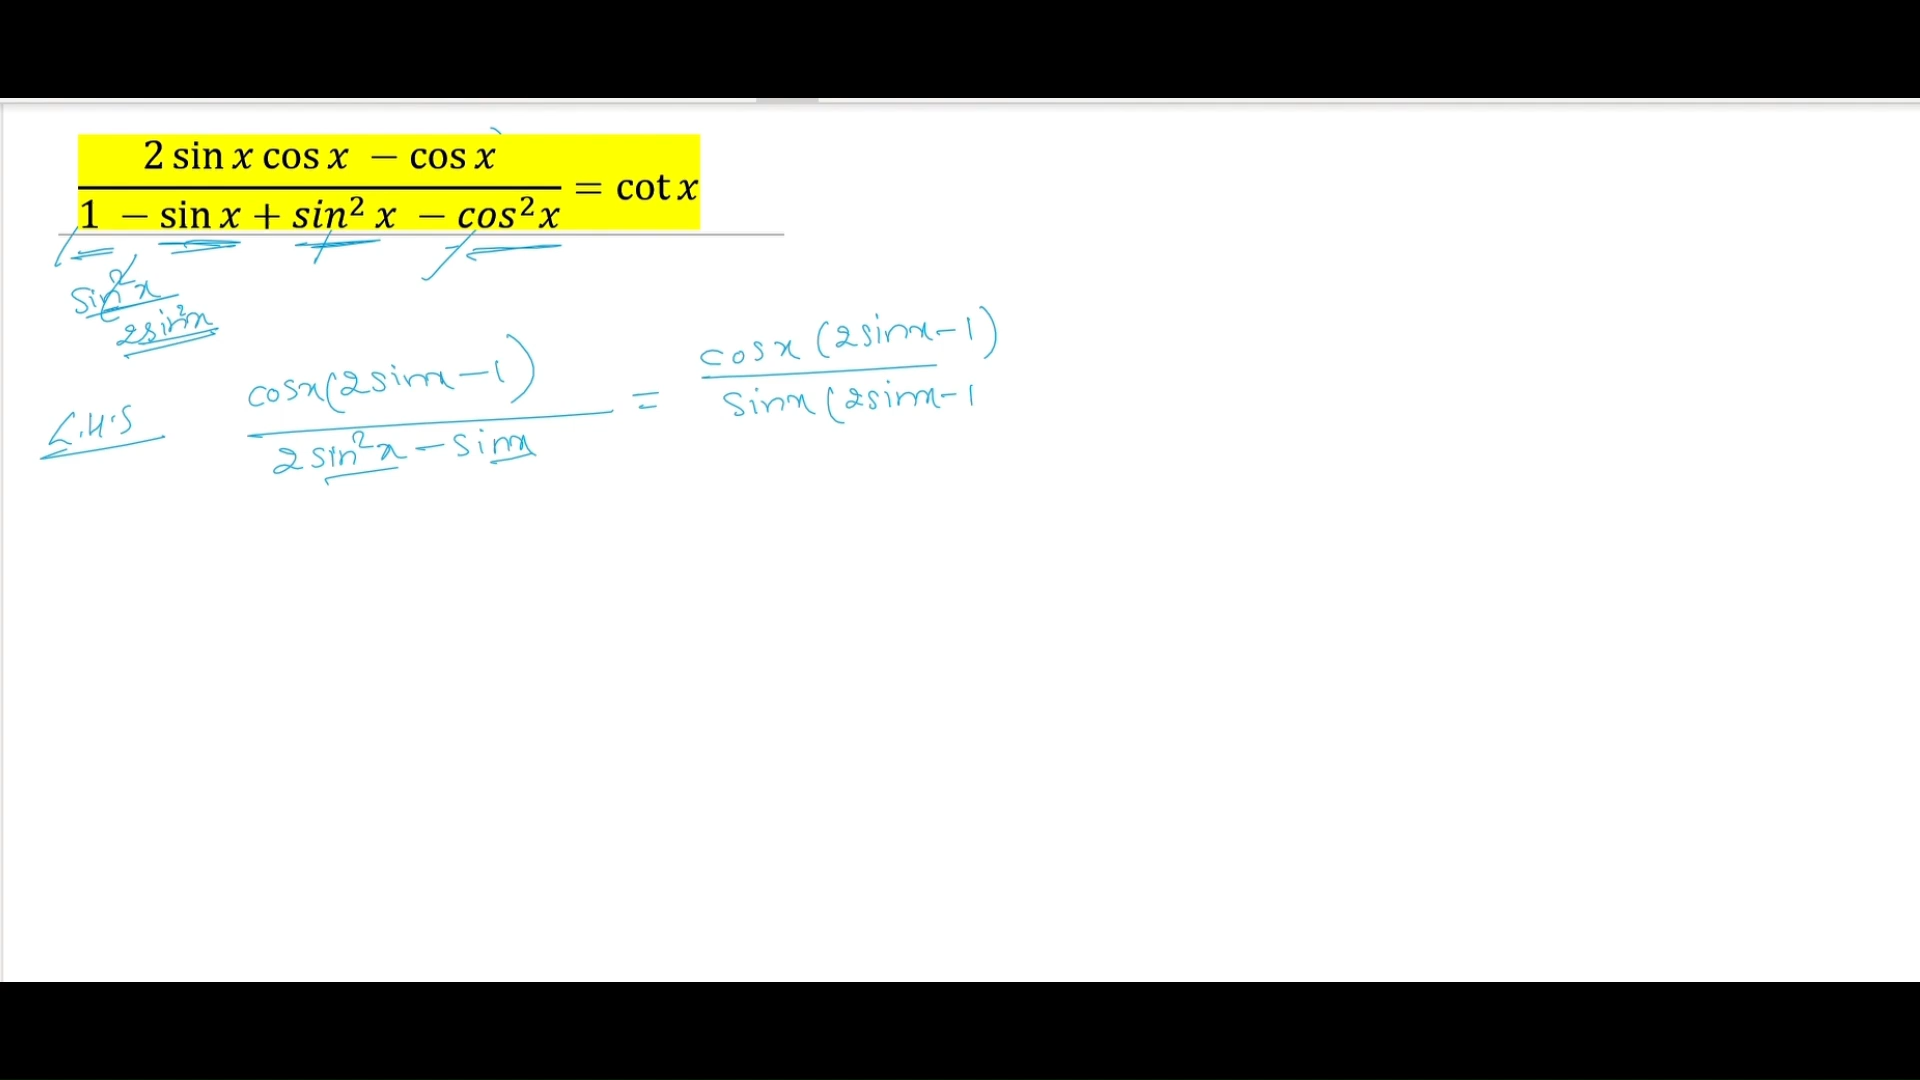 2 sin x cos x − cos x
———————————— = cot x
1 − sin x + sin² x − cos²x
sin²x
2sin²x
L.H.S cosx(2sinx−1) / 2sin²x−sinx = cosx(2sinx−1) / sinx(2sinx−1